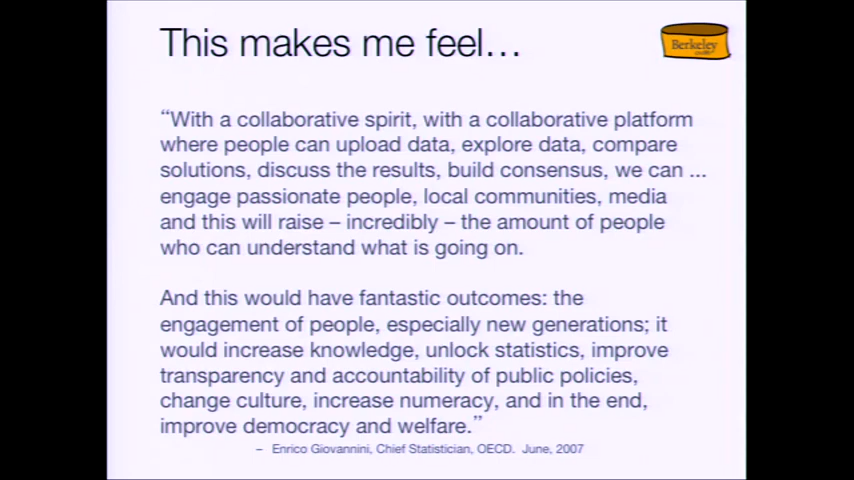 This makes me feel…
Berkeley
“With a collaborative spirit, with a collaborative platform
where people can upload data, explore data, compare
solutions, discuss the results, build consensus, we can ...
engage passionate people, local communities, media
and this will raise – incredibly – the amount of people
who can understand what is going on.
And this would have fantastic outcomes: the
engagement of people, especially new generations; it
would increase knowledge, unlock statistics, improve
transparency and accountability of public policies,
change culture, increase numeracy, and in the end,
improve democracy and welfare.”
– Enrico Giovannini, Chief Statistician, OECD. June, 2007